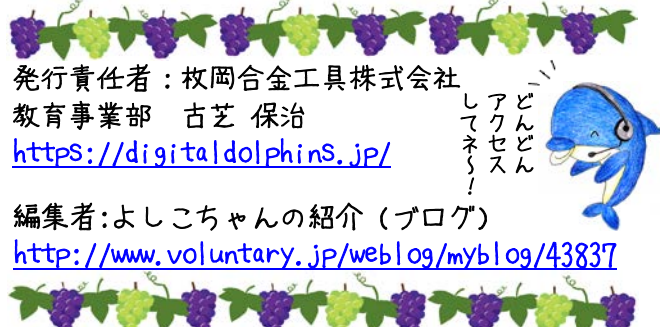 発行責任者：枚岡合金工具株式会社
教育事業部　古芝 保治
https://digitaldolphins.jp/
どんどん
アクセス
してネ～！
編集者:よしこちゃんの紹介（ブログ）
http://www.voluntary.jp/weblog/myblog/43837